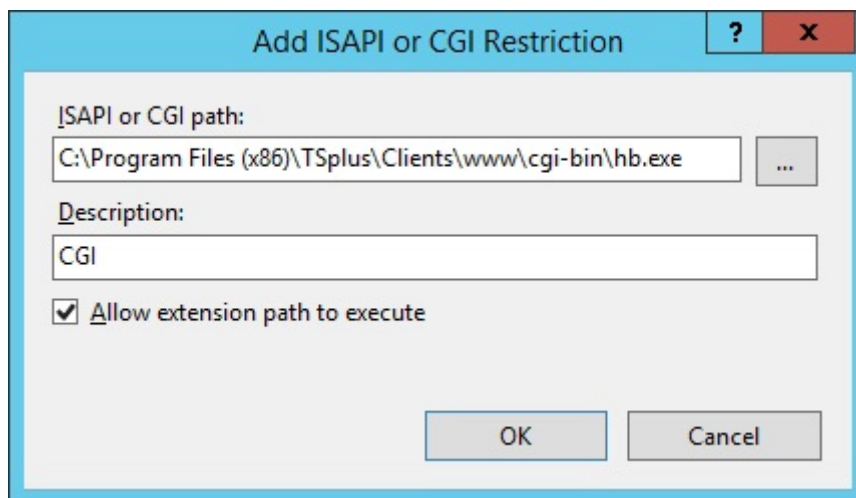 Add ISAPI or CGI Restriction
?
x
ISAPI or CGI path:
C:\Program Files (x86)\TSplus\Clients\www\cgi-bin\hb.exe
...
Description:
CGI
Allow extension path to execute
OK
Cancel